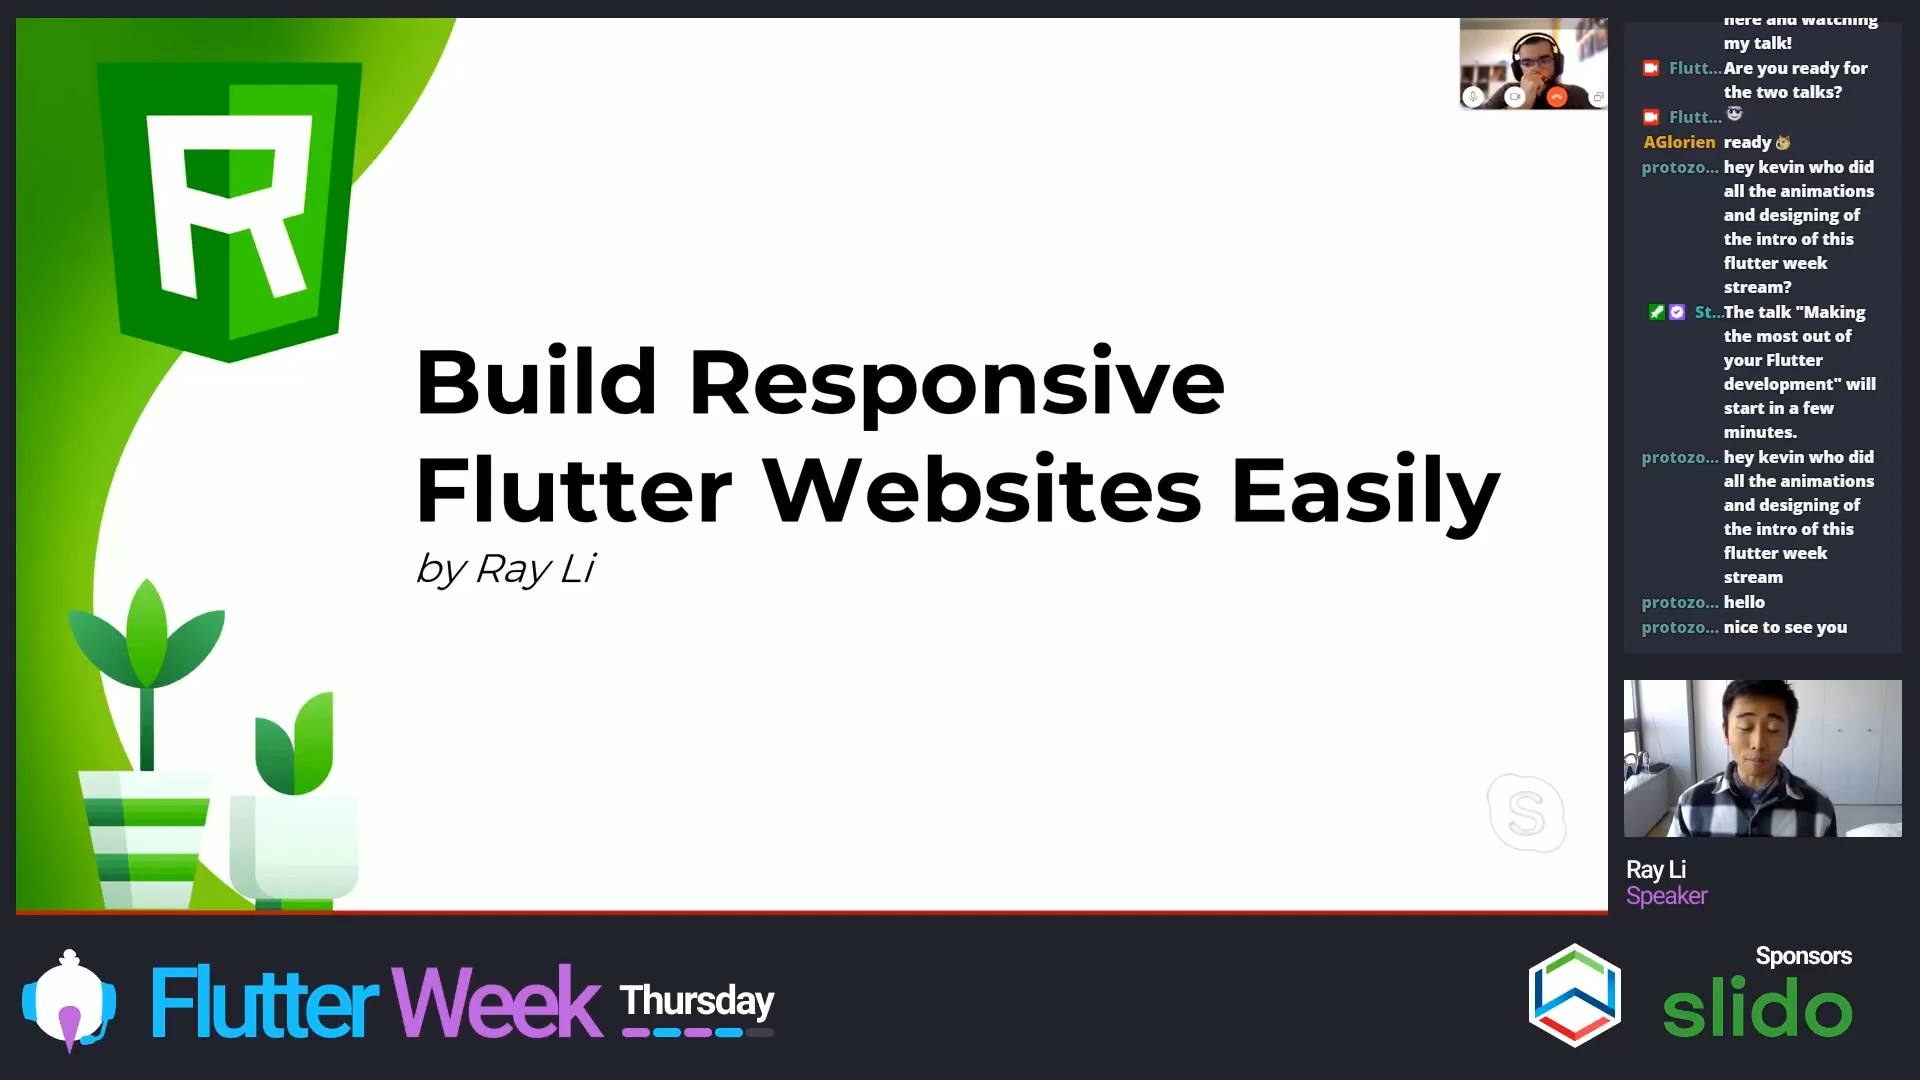 R
Build Responsive
Flutter Websites Easily
by Ray Li
S
here and watching
my talk!
Flutt... Are you ready for
the two talks?
Flutt...
AGlorien ready
protozo... hey kevin who did
all the animations
and designing of
the intro of this
flutter week
stream?
St... The talk "Making
the most out of
your Flutter
development" will
start in a few
minutes.
protozo... hey kevin who did
all the animations
and designing of
the intro of this
flutter week
stream
protozo... hello
protozo... nice to see you
Ray Li
Speaker
Flutter Week Thursday
Sponsors
slido